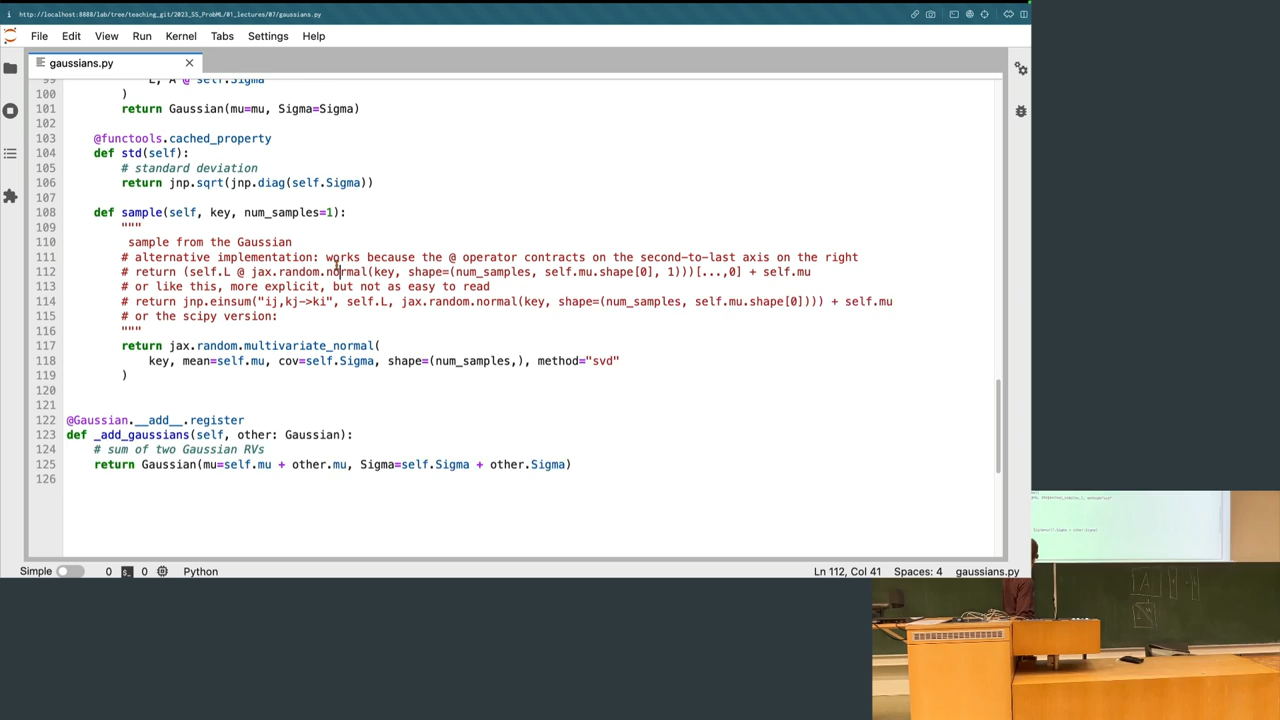 http://localhost:8888/lab/tree/teaching_git/2023_SS_ProbML/01_lectures/07/gaussians.py
File Edit View Run Kernel Tabs Settings Help
gaussians.py
99 L, A @ self.Sigma
100 )
101 return Gaussian(mu=mu, Sigma=Sigma)
102
103 @functools.cached_property
104 def std(self):
105 # standard deviation
106 return jnp.sqrt(jnp.diag(self.Sigma))
107
108 def sample(self, key, num_samples=1):
109 """
110 sample from the Gaussian
111 # alternative implementation: works because the @ operator contracts on the second-to-last axis on the right
112 # return (self.L @ jax.random.normal(key, shape=(num_samples, self.mu.shape[0], 1)))[...,0] + self.mu
113 # or like this, more explicit, but not as easy to read
114 # return jnp.einsum("ij,kj->ki", self.L, jax.random.normal(key, shape=(num_samples, self.mu.shape[0]))) + self.mu
115 # or the scipy version:
116 """
117 return jax.random.multivariate_normal(
118 key, mean=self.mu, cov=self.Sigma, shape=(num_samples,), method="svd"
119 )
120
121
122 @Gaussian.__add__.register
123 def _add_gaussians(self, other: Gaussian):
124 # sum of two Gaussian RVs
125 return Gaussian(mu=self.mu + other.mu, Sigma=self.Sigma + other.Sigma)
126
Simple 0 0 Python Ln 112, Col 41 Spaces: 4 gaussians.py
A